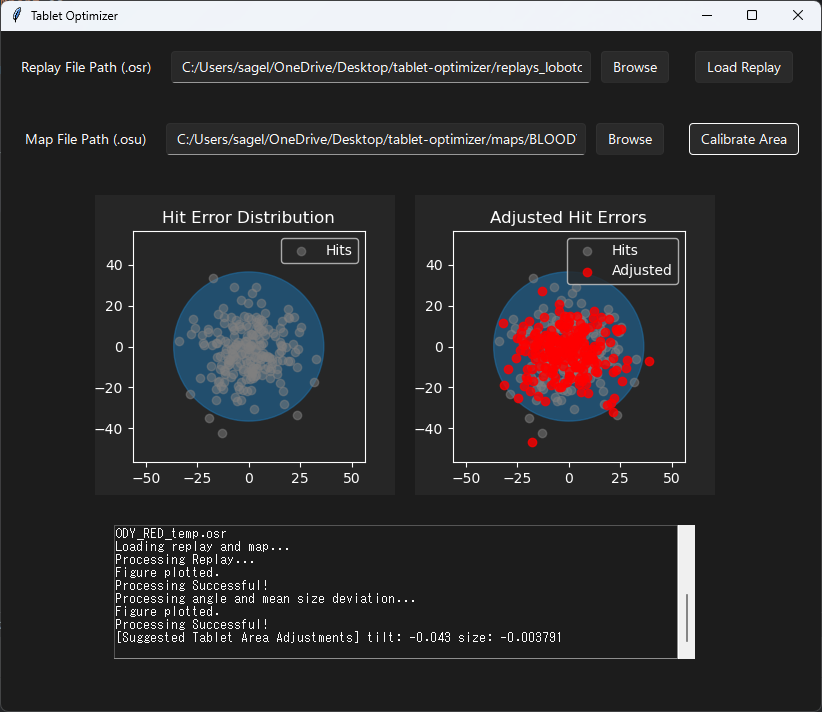 Tablet Optimizer
Replay File Path (.osr) C:/Users/sagel/OneDrive/Desktop/tablet-optimizer/replays_lobotc Browse Load Replay
Map File Path (.osu) C:/Users/sagel/OneDrive/Desktop/tablet-optimizer/maps/BLOOD Browse Calibrate Area
Hit Error Distribution
Hits
40
20
0
−20
−40
−50 −25 0 25 50
Adjusted Hit Errors
Hits
Adjusted
40
20
0
−20
−40
−50 −25 0 25 50
ODY_RED_temp.osr
Loading replay and map...
Processing Replay...
Figure plotted.
Processing Successful!
Processing angle and mean size deviation...
Figure plotted.
Processing Successful!
[Suggested Tablet Area Adjustments] tilt: -0.043 size: -0.003791